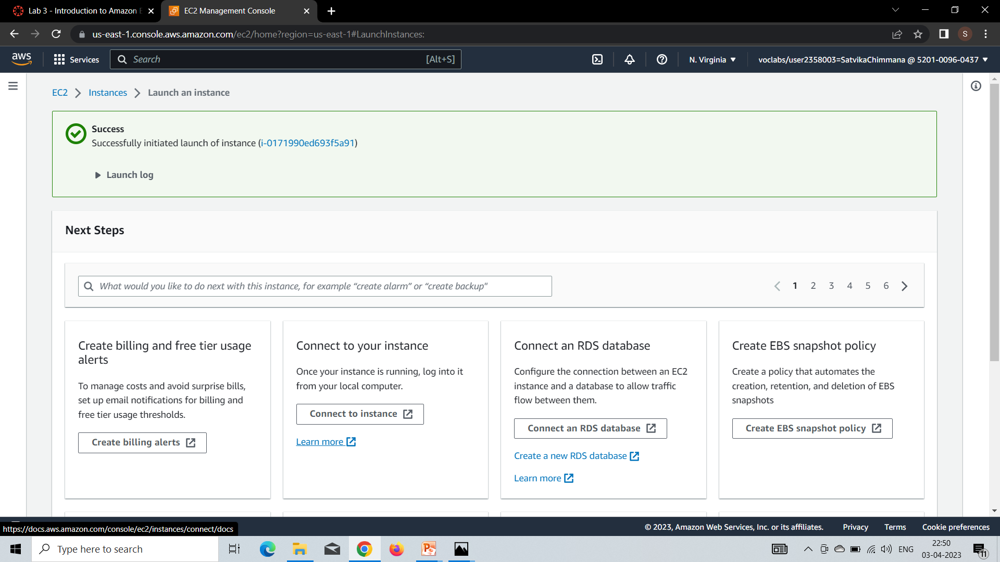 Lab 3 - Introduction to Amazon E
EC2 Management Console
us-east-1.console.aws.amazon.com/ec2/home?region=us-east-1#LaunchInstances:
S
aws
Services
Search
[Alt+S]
N. Virginia
voclabs/user2358003=SatvikaChimmana @ 5201-0096-0437
EC2
Instances
Launch an instance
Success
Successfully initiated launch of instance (i-0171990ed693f5a91)
Launch log
Next Steps
What would you like to do next with this instance, for example “create alarm” or “create backup"
1 2 3 4 5 6
Create billing and free tier usage
alerts
To manage costs and avoid surprise bills,
set up email notifications for billing and
free tier usage thresholds.
Create billing alerts
Connect to your instance
Once your instance is running, log into it
from your local computer.
Connect to instance
Learn more
Connect an RDS database
Configure the connection between an EC2
instance and a database to allow traffic
flow between them.
Connect an RDS database
Create a new RDS database
Learn more
Create EBS snapshot policy
Create a policy that automates the
creation, retention, and deletion of EBS
snapshots
Create EBS snapshot policy
https://docs.aws.amazon.com/console/ec2/instances/connect/docs
© 2023, Amazon Web Services, Inc. or its affiliates.
Privacy
Terms
Cookie preferences
Type here to search
ENG
22:50
03-04-2023
11